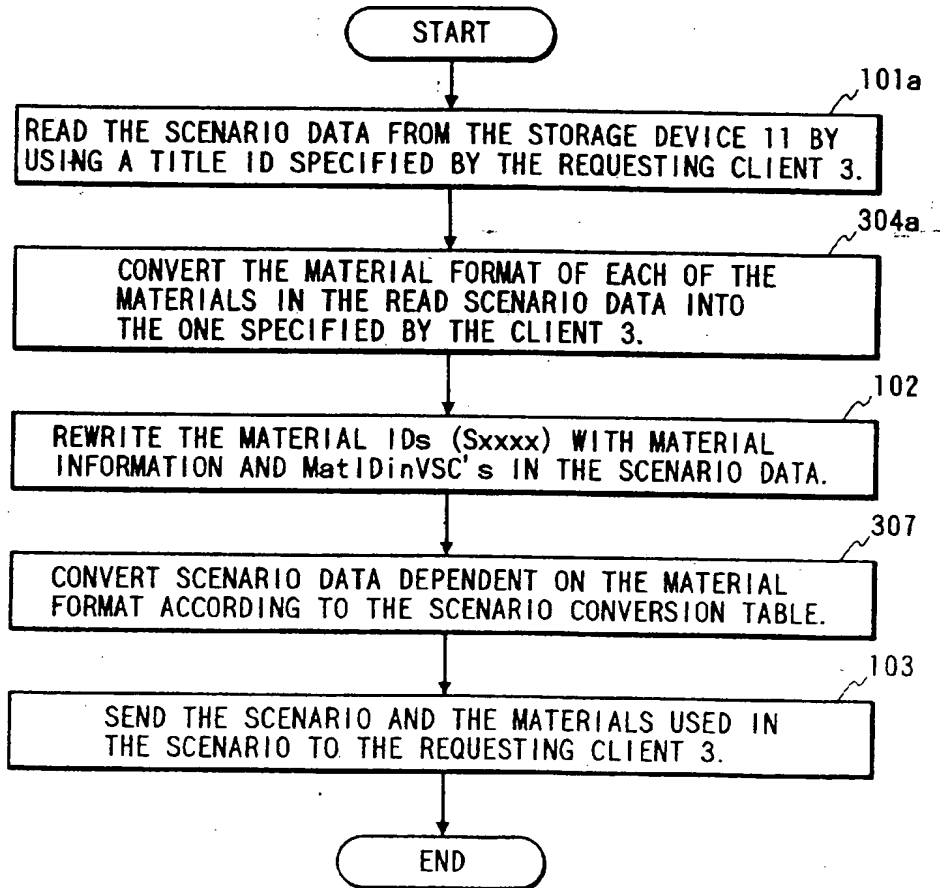 START
101a
READ THE SCENARIO DATA FROM THE STORAGE DEVICE 11 BY
USING A TITLE ID SPECIFIED BY THE REQUESTING CLIENT 3.
304a
CONVERT THE MATERIAL FORMAT OF EACH OF THE
MATERIALS IN THE READ SCENARIO DATA INTO
THE ONE SPECIFIED BY THE CLIENT 3.
102
REWRITE THE MATERIAL IDs (Sxxxx) WITH MATERIAL
INFORMATION AND MatIDinVSC's IN THE SCENARIO DATA.
307
CONVERT SCENARIO DATA DEPENDENT ON THE MATERIAL
FORMAT ACCORDING TO THE SCENARIO CONVERSION TABLE.
103
SEND THE SCENARIO AND THE MATERIALS USED IN
THE SCENARIO TO THE REQUESTING CLIENT 3.
END